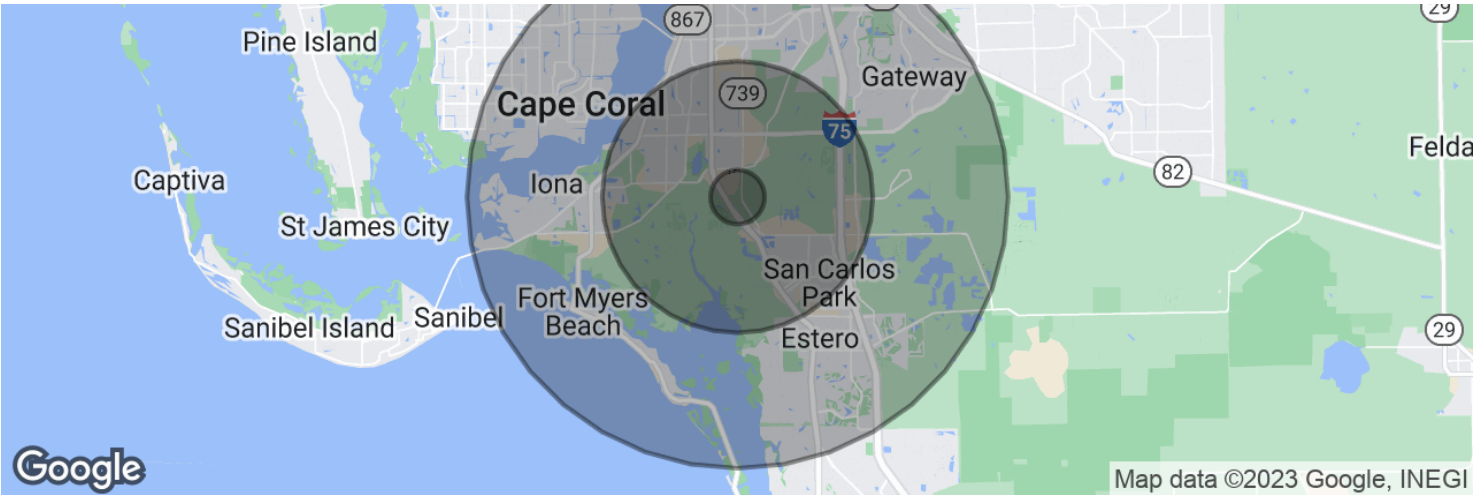 867
29
Pine Island
Gateway
739
Cape Coral
75
Felda
82
Captiva
Iona
St James City
San Carlos
Park
Fort Myers
Beach
Sanibel
Sanibel Island
Estero
29
Google
Map data ©2023 Google, INEGI